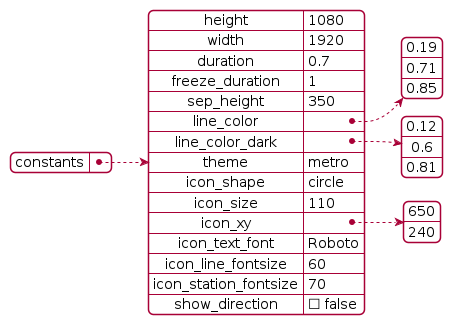 constants
height 1080
width 1920
duration 0.7
freeze_duration 1
sep_height 350
line_color
line_color_dark
theme metro
icon_shape circle
icon_size 110
icon_xy
icon_text_font Roboto
icon_line_fontsize 60
icon_station_fontsize 70
show_direction ☐ false
0.19
0.71
0.85
0.12
0.6
0.81
650
240